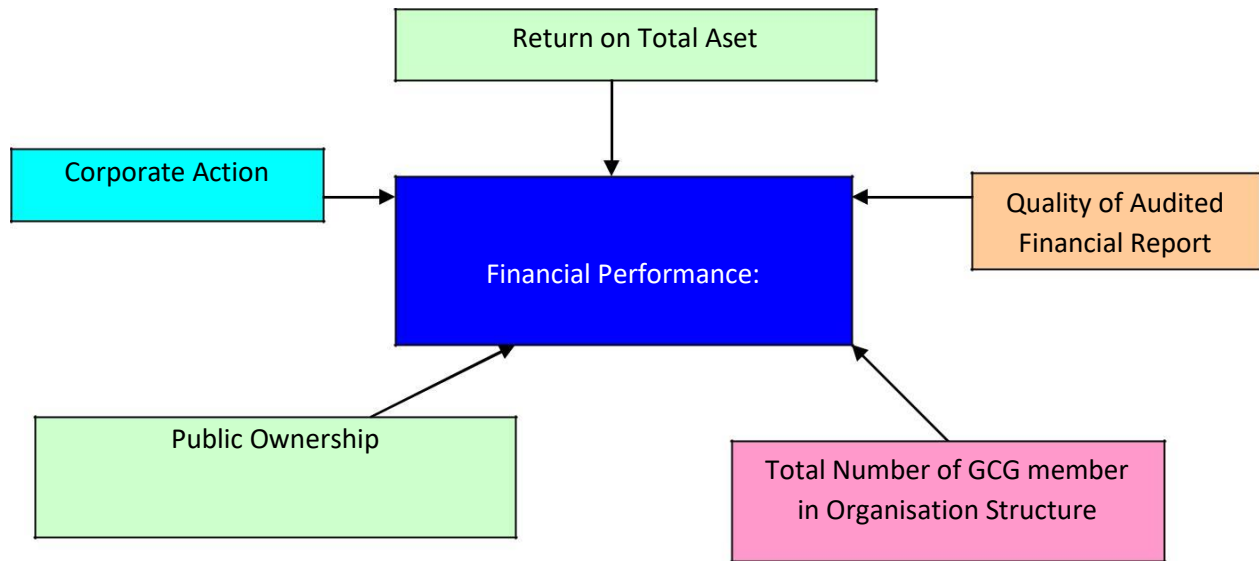 Return on Total Aset
Corporate Action
Quality of Audited
Financial Report
Financial Performance:
Public Ownership
Total Number of GCG member
in Organisation Structure